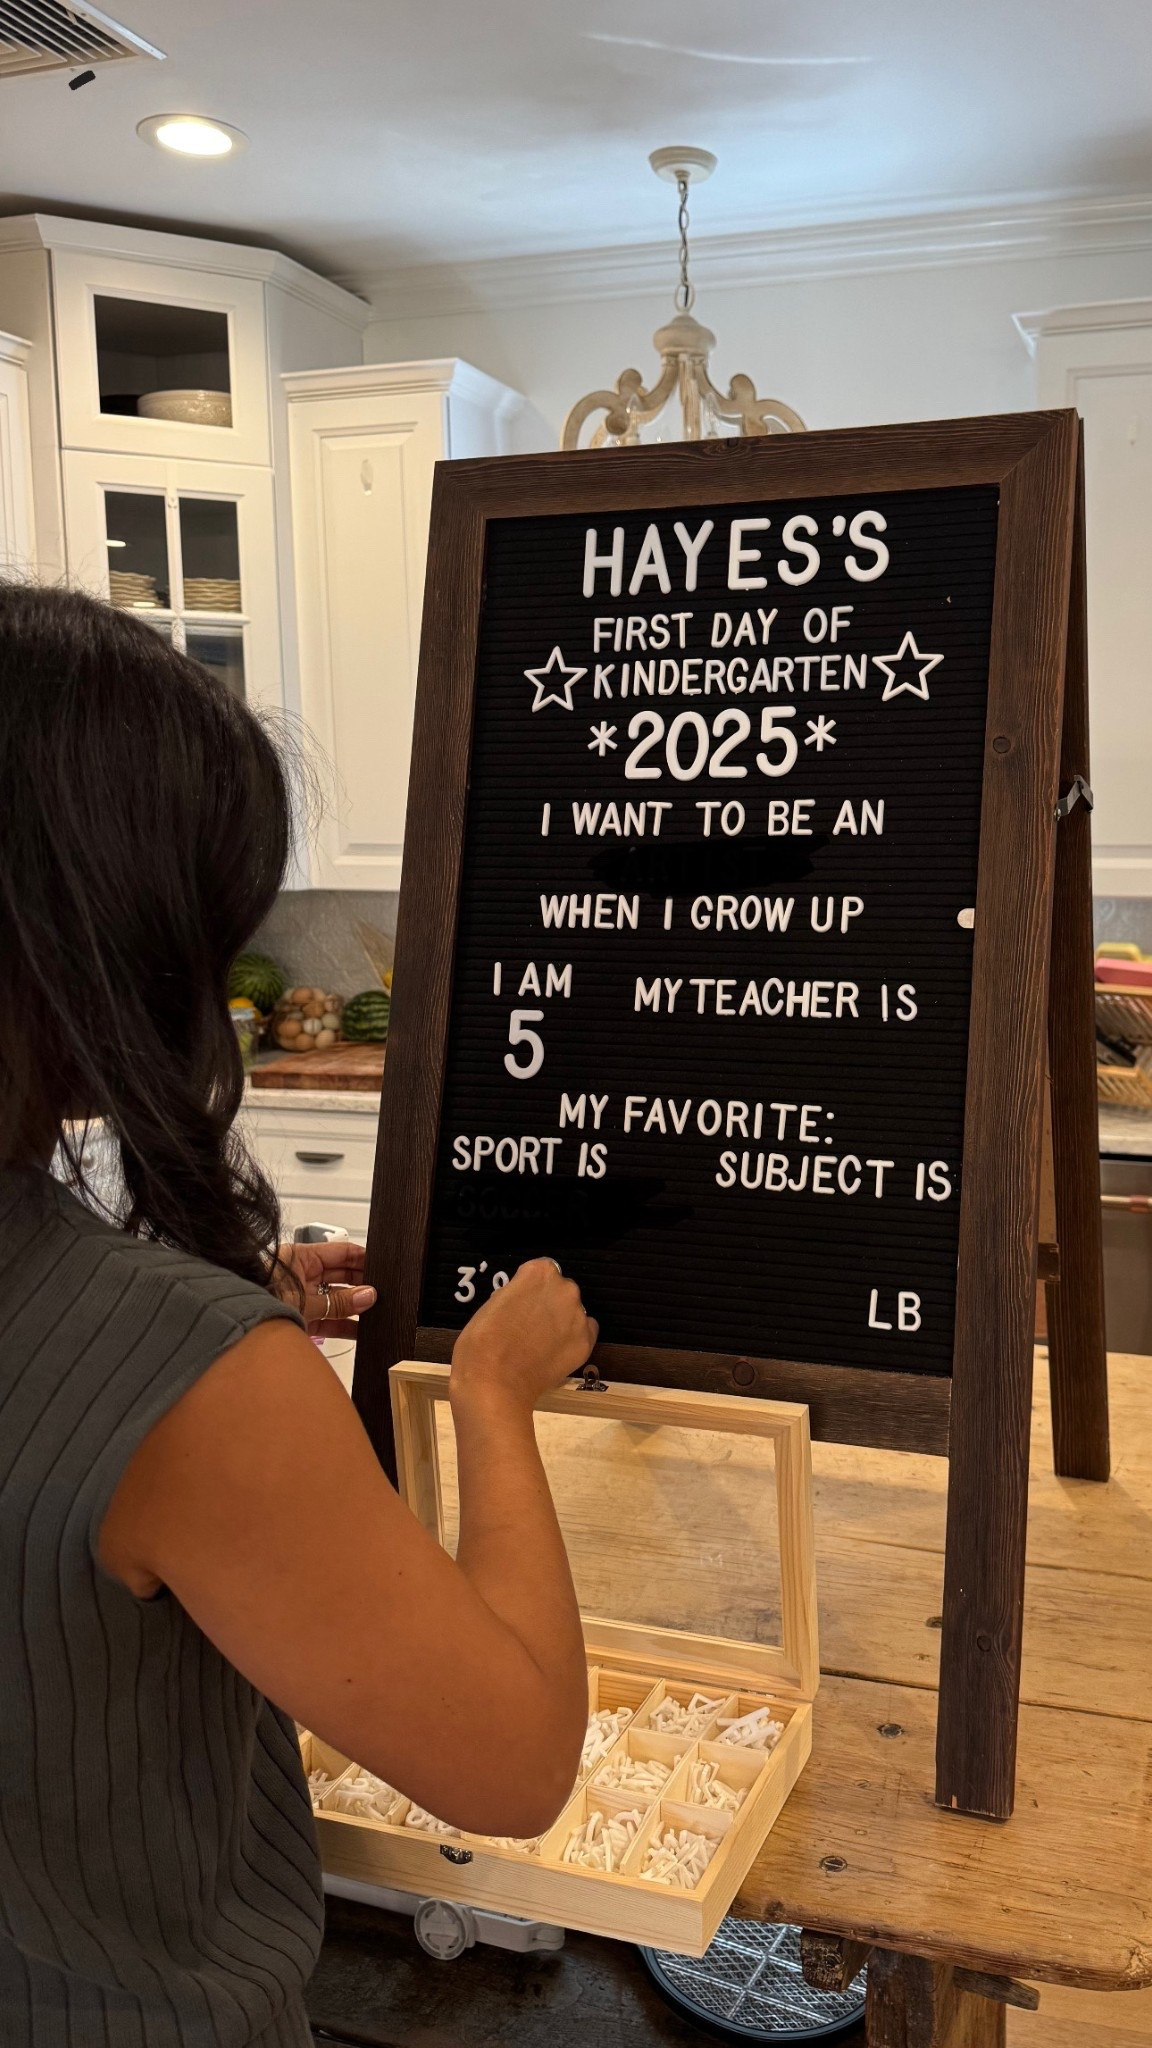 HAYES'S
FIRST DAY OF
☆KINDERGARTEN☆
*2025*
I WANT TO BE AN
WHEN I GROW UP
I AM
5
MY TEACHER IS
MY FAVORITE:
SPORT IS
SUBJECT IS
3'
LB